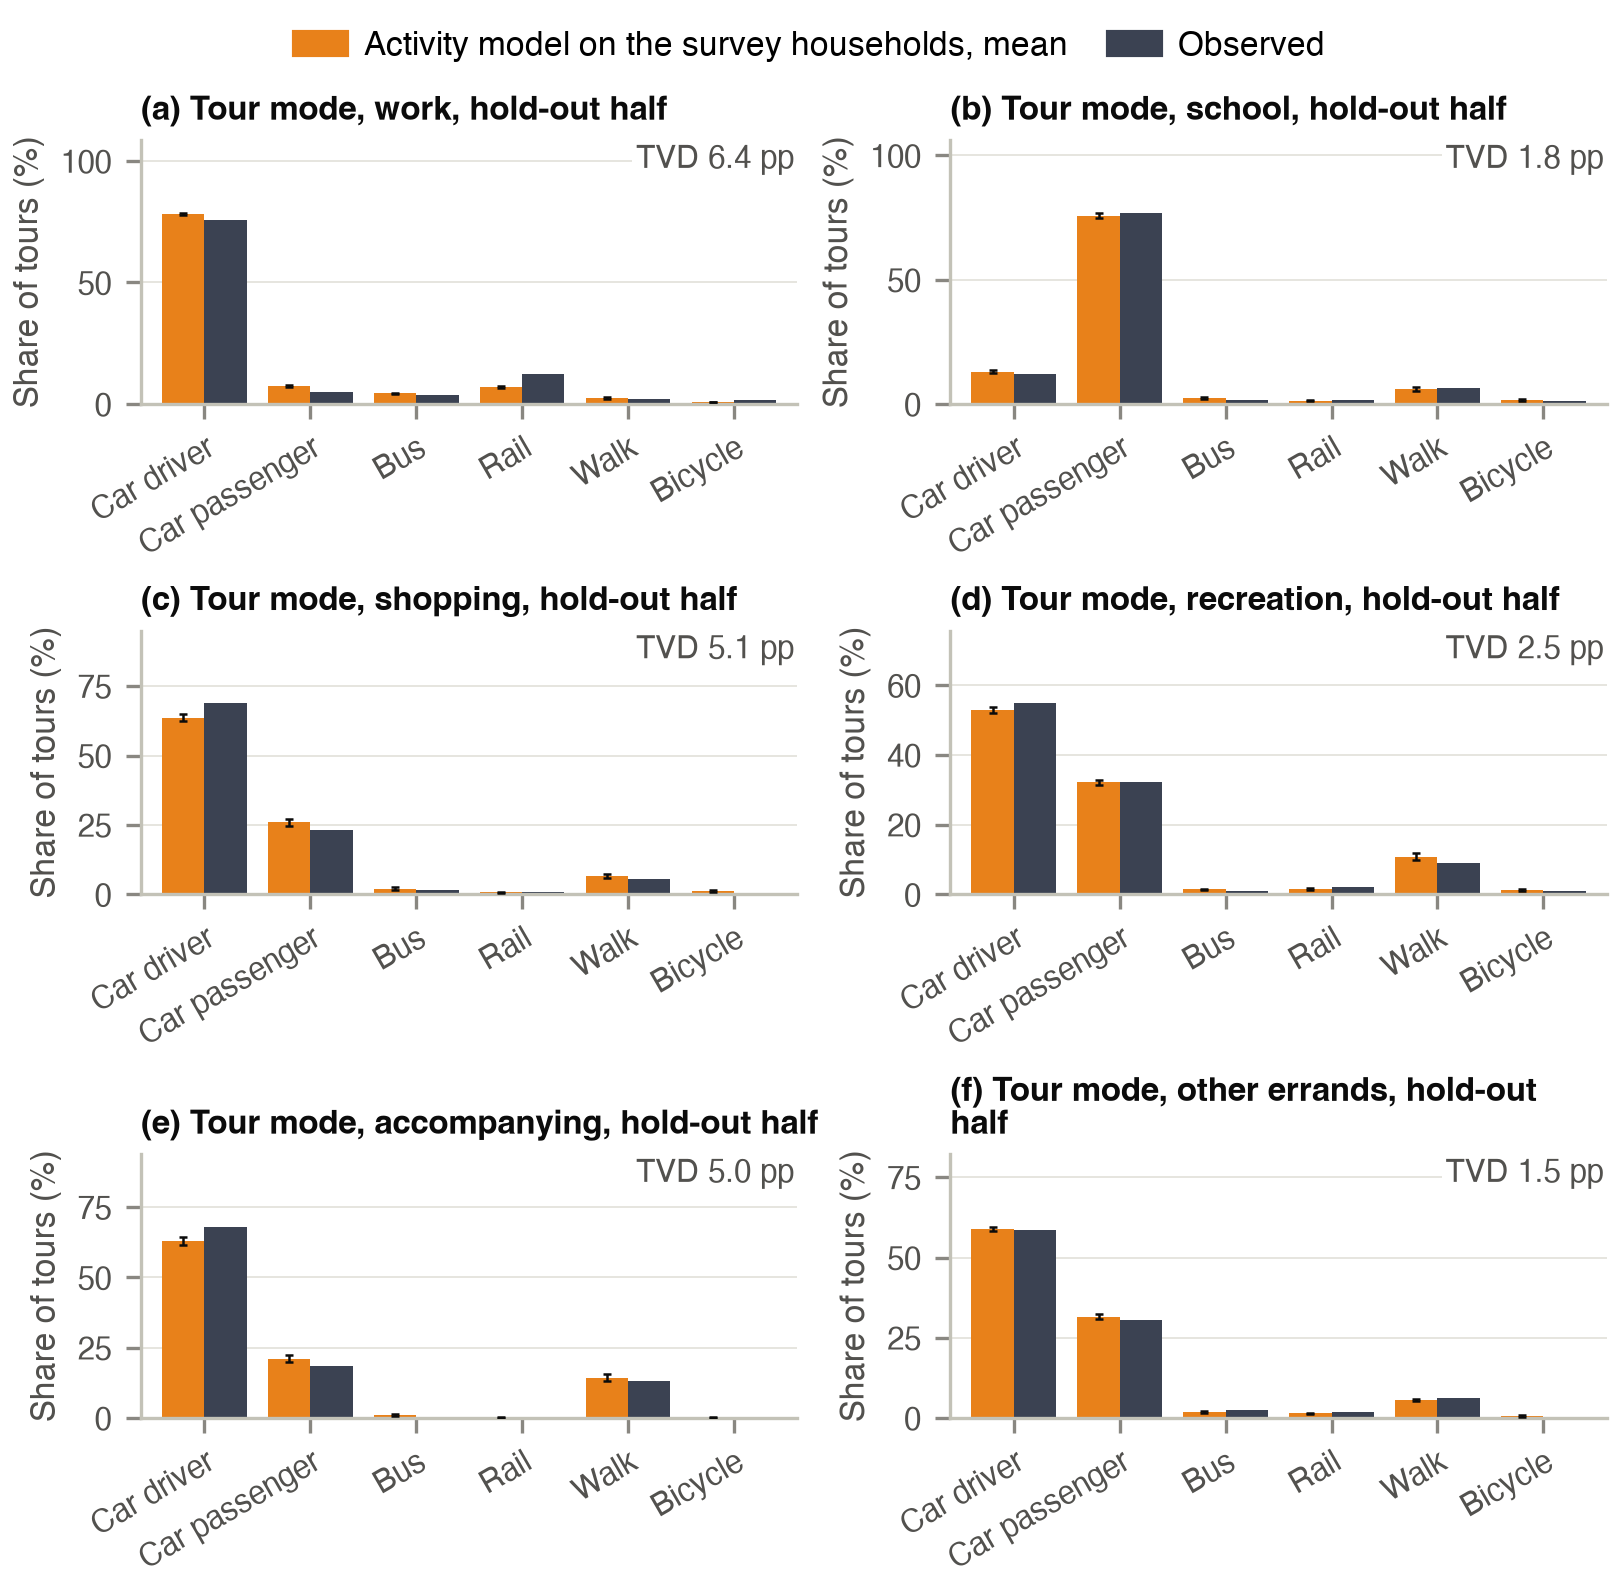 Activity model on the survey households, mean
Observed
(a) Tour mode, work, hold-out half
TVD 6.4 pp
Share of tours (%)
100
50
0
Car driver
Car passenger
Bus
Rail
Walk
Bicycle
(b) Tour mode, school, hold-out half
TVD 1.8 pp
Share of tours (%)
100
50
0
Car driver
Car passenger
Bus
Rail
Walk
Bicycle
(c) Tour mode, shopping, hold-out half
TVD 5.1 pp
Share of tours (%)
75
50
25
0
Car driver
Car passenger
Bus
Rail
Walk
Bicycle
(d) Tour mode, recreation, hold-out half
TVD 2.5 pp
Share of tours (%)
60
40
20
0
Car driver
Car passenger
Bus
Rail
Walk
Bicycle
(e) Tour mode, accompanying, hold-out half
TVD 5.0 pp
Share of tours (%)
75
50
25
0
Car driver
Car passenger
Bus
Rail
Walk
Bicycle
(f) Tour mode, other errands, hold-out
half
TVD 1.5 pp
Share of tours (%)
75
50
25
0
Car driver
Car passenger
Bus
Rail
Walk
Bicycle